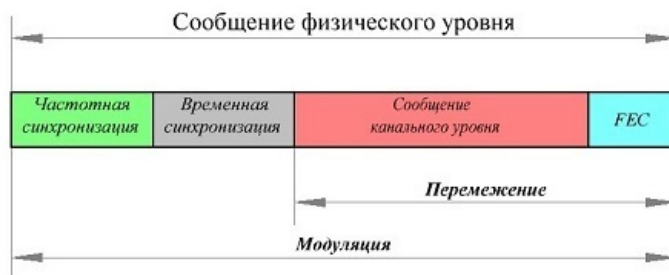 Сообщение физического уровня
Частотная
синхронизация
Временная
синхронизация
Сообщение
канального уровня
FEC
Перемежение
Модуляция